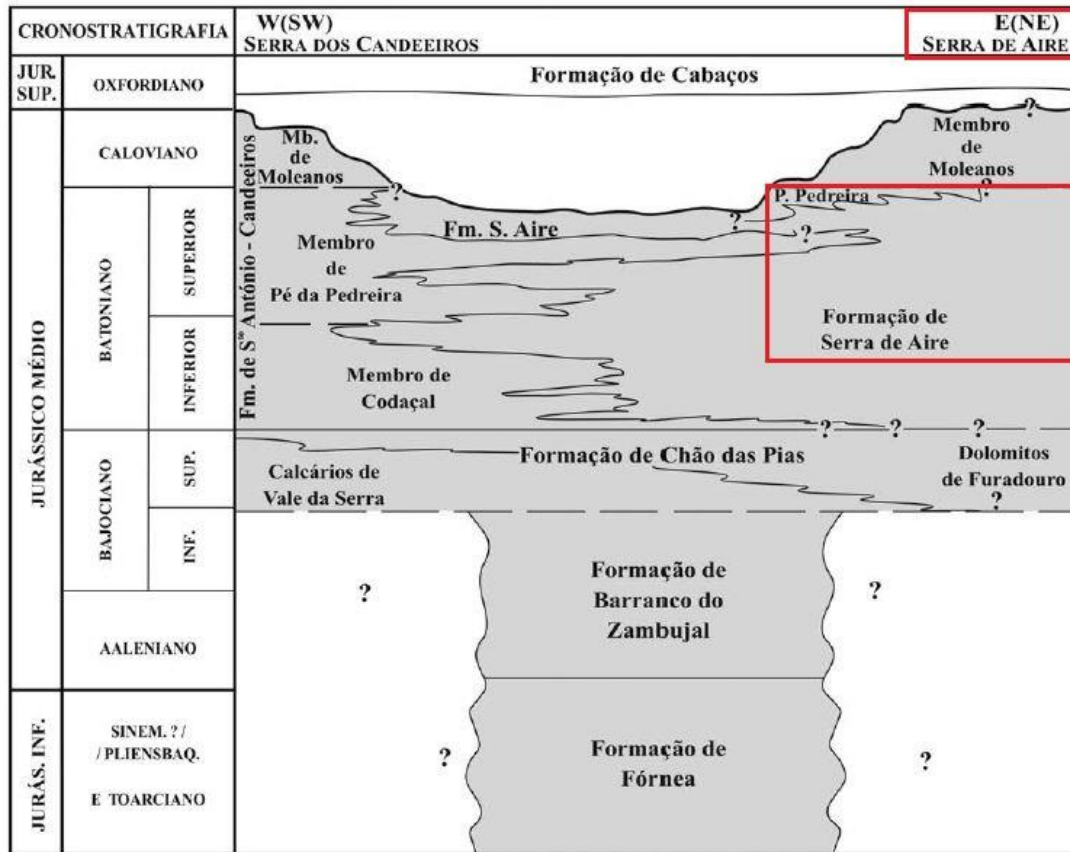 CRONOSTRATIGRAFIA
W(SW)
SERRA DOS CANDEEIROS
E(NE)
SERRA DE AIRE
JUR.
SUP.
OXFORDIANO
Formação de Cabaços
JURÁSSICO MÉDIO
CALOVIANO
Mb.
de
Moleanos
?
Membro
de
Moleanos
?
Fm. de Sto António - Candeeiros
BATONIANO
SUPERIOR
?
P. Pedreira
?
?
Fm. S. Aire
Membro
de
Pé da Pedreira
Formação de
Serra de Aire
INFERIOR
Membro de
Codaçal
? ? ?
BAJOCIANO
SUP.
Formação de Chão das Pias
Calcários de
Vale da Serra
Dolomitos
de Furadouro
?
INF.
Formação de
Barranco do
Zambujal
?
?
AALENIANO
JURÁS. INF.
SINEM. ? /
/ PLIENSBAQ.
E TOARCIANO
?
Formação de
Fórnea
?